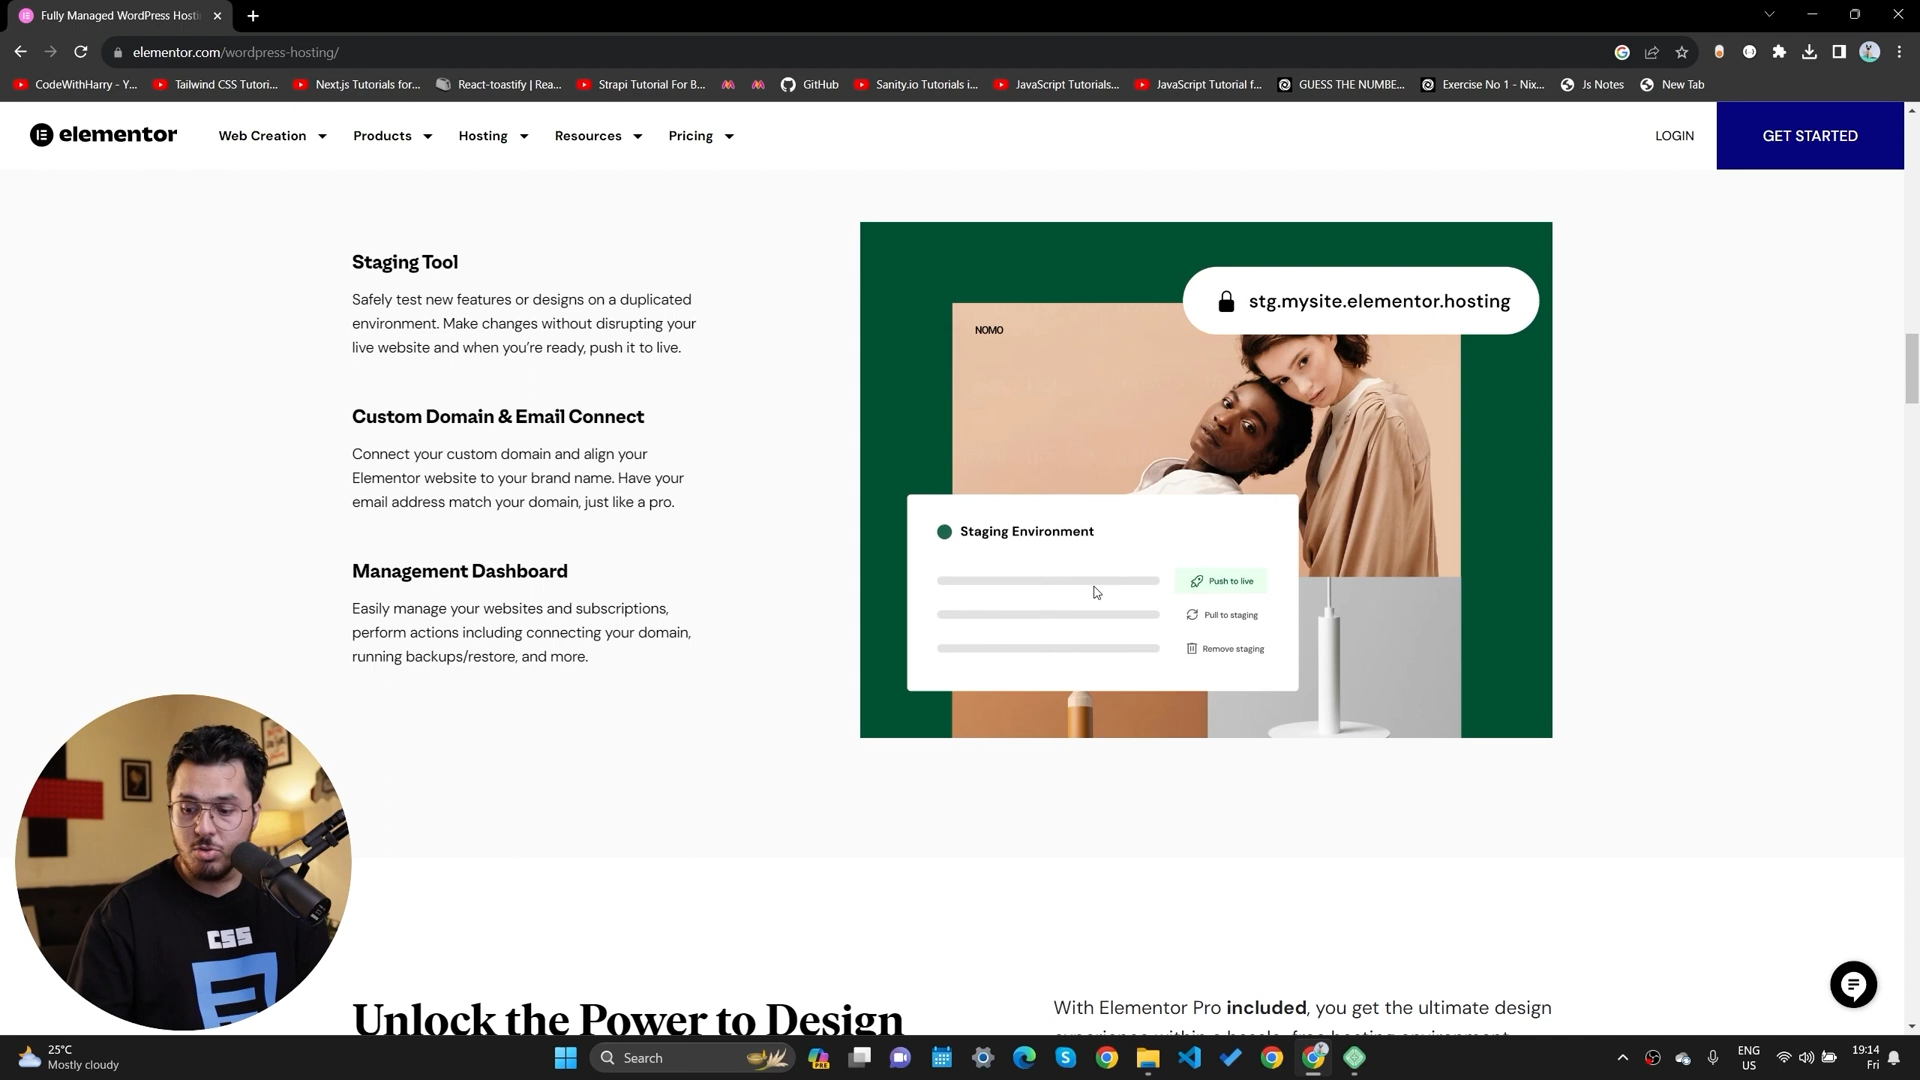 Fully Managed WordPress Hosti
elementor.com/wordpress-hosting/
CodeWithHarry - Y...
Tailwind CSS Tutori...
Next.js Tutorials for...
React-toastify | Rea...
Strapi Tutorial For B...
GitHub
Sanity.io Tutorials i...
JavaScript Tutorials...
JavaScript Tutorial f...
GUESS THE NUMBE...
Exercise No 1 - Nix...
Js Notes
New Tab
elementor
Web Creation
Products
Hosting
Resources
Pricing
LOGIN
GET STARTED
Staging Tool
Safely test new features or designs on a duplicated
environment. Make changes without disrupting your
live website and when you're ready, push it to live.
Custom Domain & Email Connect
Connect your custom domain and align your
Elementor website to your brand name. Have your
email address match your domain, just like a pro.
Management Dashboard
Easily manage your websites and subscriptions,
perform actions including connecting your domain,
running backups/restore, and more.
stg.mysite.elementor.hosting
NOMO
Staging Environment
Push to live
Pull to staging
Remove staging
CSS
Unlock the Power to Design
With Elementor Pro included, you get the ultimate design
25°C
Mostly cloudy
Search
PRE
ENG
US
19:14
Fri